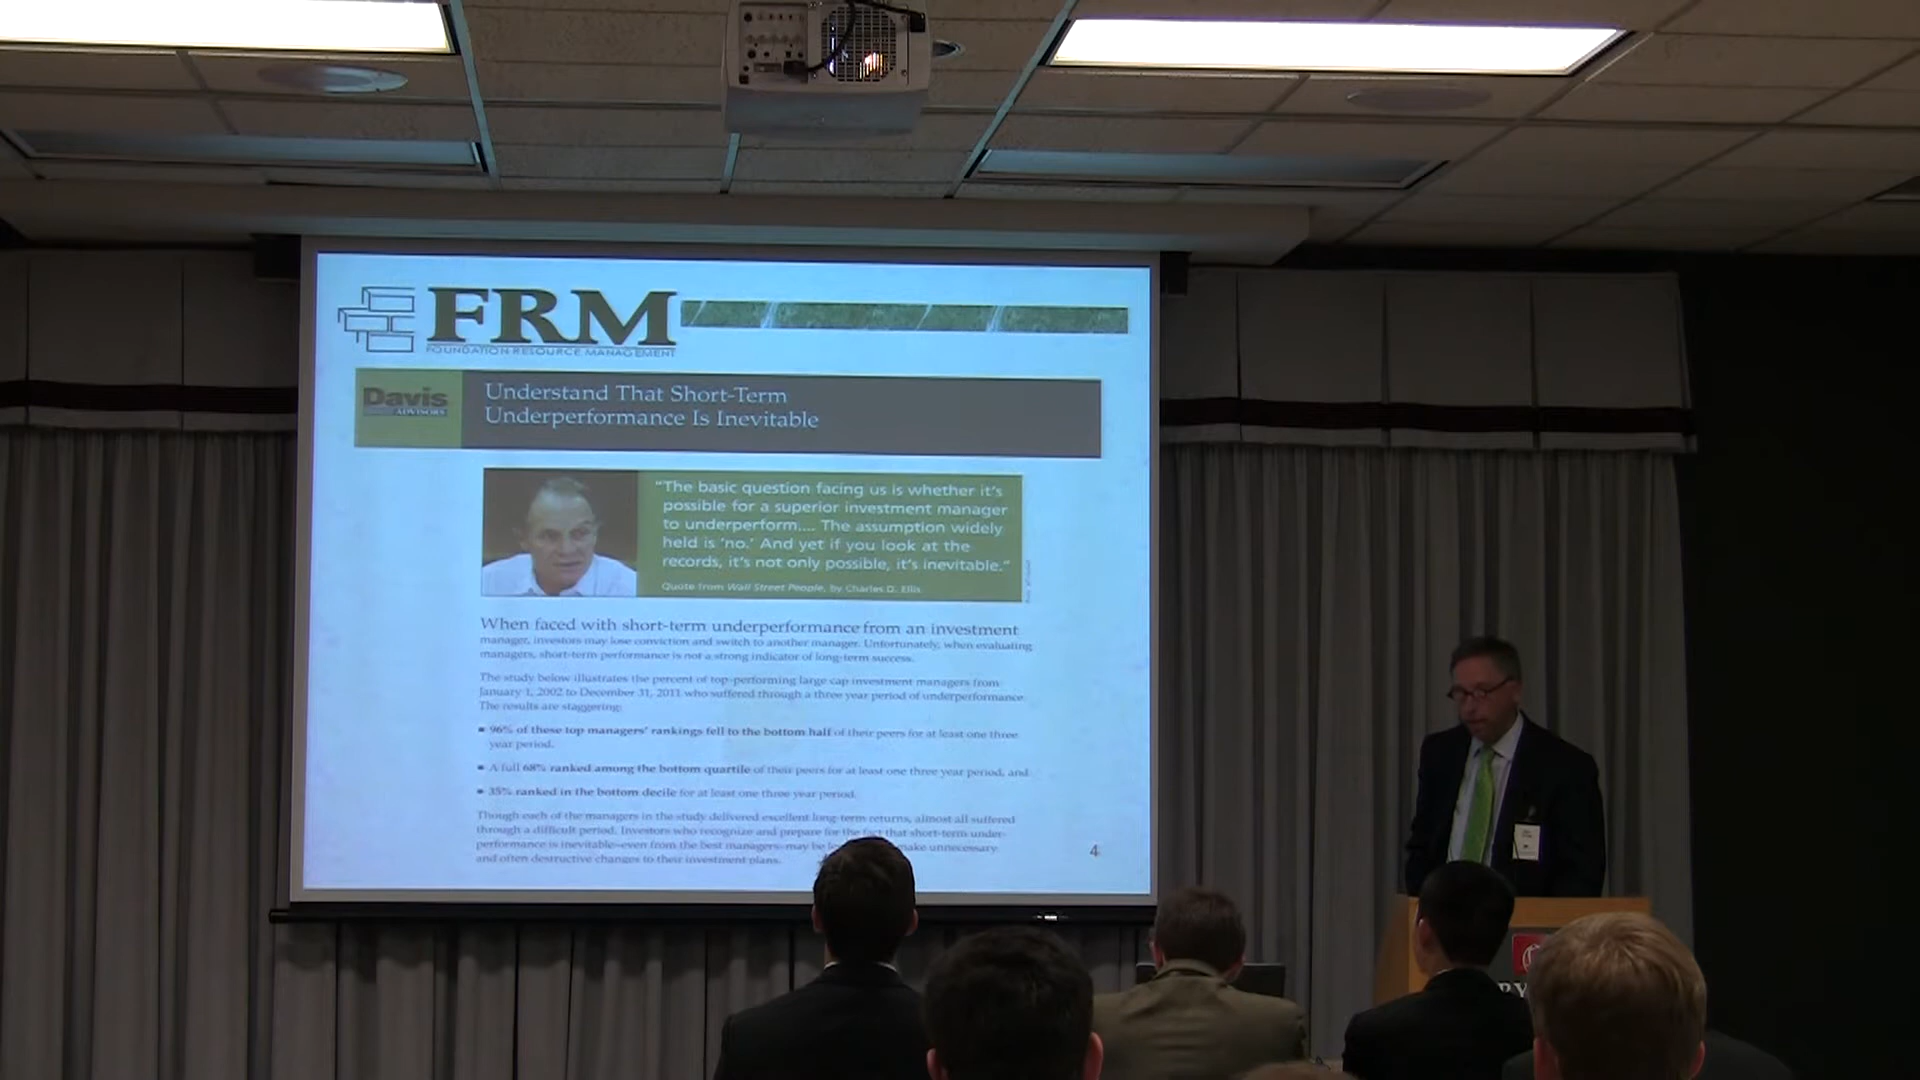 FRM
FOUNDATION RESOURCE MANAGEMENT
Davis
ADVISORS
Understand That Short-Term
Underperformance Is Inevitable
"The basic question facing us is whether it's
possible for a superior investment manager
to underperform.... The assumption widely
held is 'no.' And yet if you look at the
records, it's not only possible, it's inevitable."
Quote from Wall Street People, by Charles D. Ellis
When faced with short-term underperformance from an investment
manager, investors may lose conviction and switch to another manager. Unfortunately, when evaluating
managers, short-term performance is not a strong indicator of long-term success.
The study below illustrates the percent of top-performing large cap investment managers from
January 1, 2002 to December 31, 2011 who suffered through a three year period of underperformance.
The results are staggering:
96% of these top managers' rankings fell to the bottom half of their peers for at least one three
year period,
A full 68% ranked among the bottom quartile of their peers for at least one three year period, and
35% ranked in the bottom decile for at least one three year period.
Though each of the managers in the study delivered excellent long-term returns, almost all suffered
through a difficult period. Investors who recognize and prepare for the fact that short-term under-
performance is inevitable—even from the best managers—may be make unnecessary
and often destructive changes to their investment plans.
4
RY